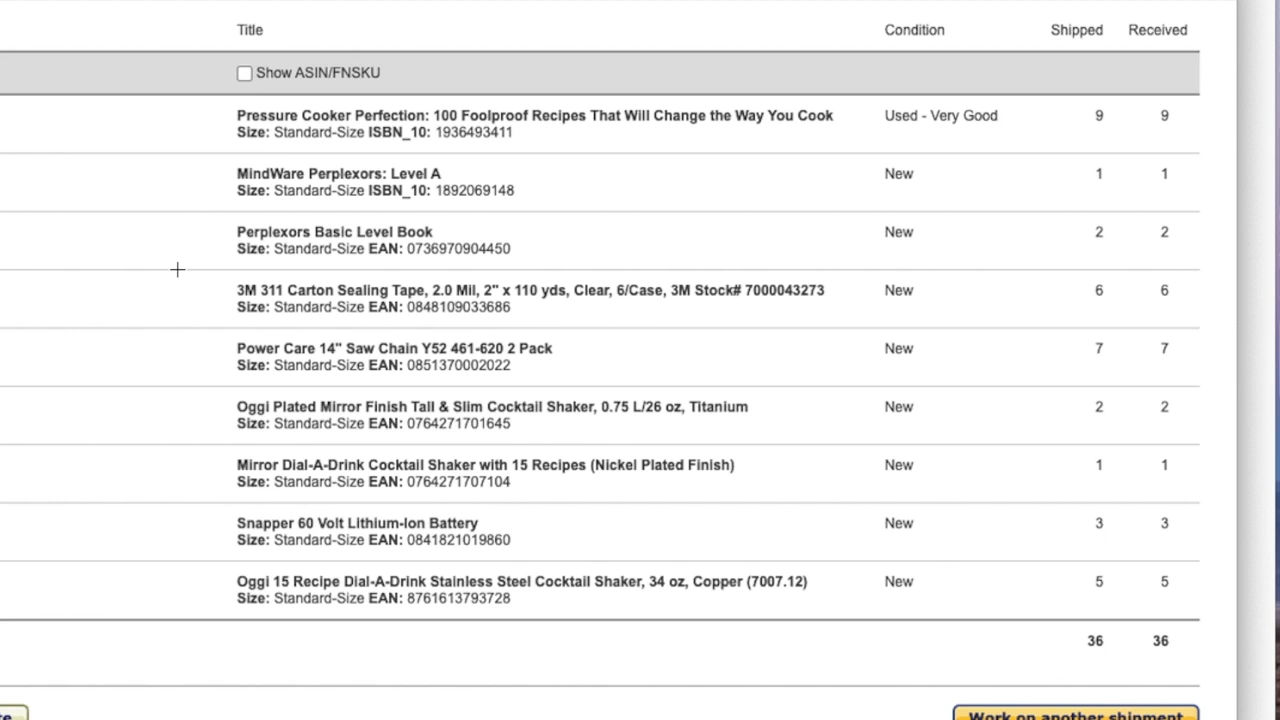 Title Condition Shipped Received
Show ASIN/FNSKU
Pressure Cooker Perfection: 100 Foolproof Recipes That Will Change the Way You Cook Used - Very Good 9 9
Size: Standard-Size ISBN_10: 1936493411
MindWare Perplexors: Level A New 1 1
Size: Standard-Size ISBN_10: 1892069148
Perplexors Basic Level Book New 2 2
Size: Standard-Size EAN: 0736970904450
3M 311 Carton Sealing Tape, 2.0 Mil, 2" x 110 yds, Clear, 6/Case, 3M Stock# 7000043273 New 6 6
Size: Standard-Size EAN: 0848109033686
Power Care 14" Saw Chain Y52 461-620 2 Pack New 7 7
Size: Standard-Size EAN: 0851370002022
Oggi Plated Mirror Finish Tall & Slim Cocktail Shaker, 0.75 L/26 oz, Titanium New 2 2
Size: Standard-Size EAN: 0764271701645
Mirror Dial-A-Drink Cocktail Shaker with 15 Recipes (Nickel Plated Finish) New 1 1
Size: Standard-Size EAN: 0764271707104
Snapper 60 Volt Lithium-Ion Battery New 3 3
Size: Standard-Size EAN: 0841821019860
Oggi 15 Recipe Dial-A-Drink Stainless Steel Cocktail Shaker, 34 oz, Copper (7007.12) New 5 5
Size: Standard-Size EAN: 8761613793728
36 36
Work on another shipment